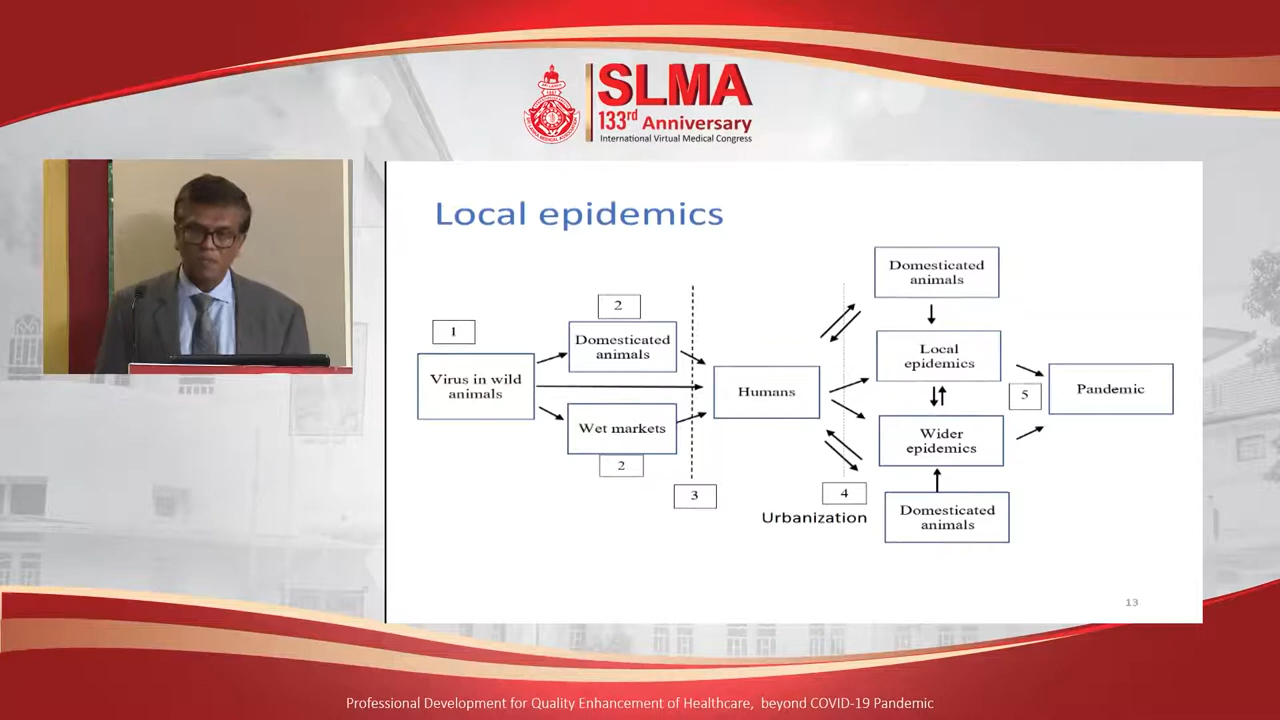 SLMA
133rd Anniversary
International Virtual Medical Congress
Local epidemics
1
Virus in wild
animals
2
Domesticated
animals
Wet markets
2
3
Humans
4
Urbanization
Domesticated
animals
Local
epidemics
Wider
epidemics
Domesticated
animals
5
Pandemic
13
Professional Development for Quality Enhancement of Healthcare, beyond COVID-19 Pandemic